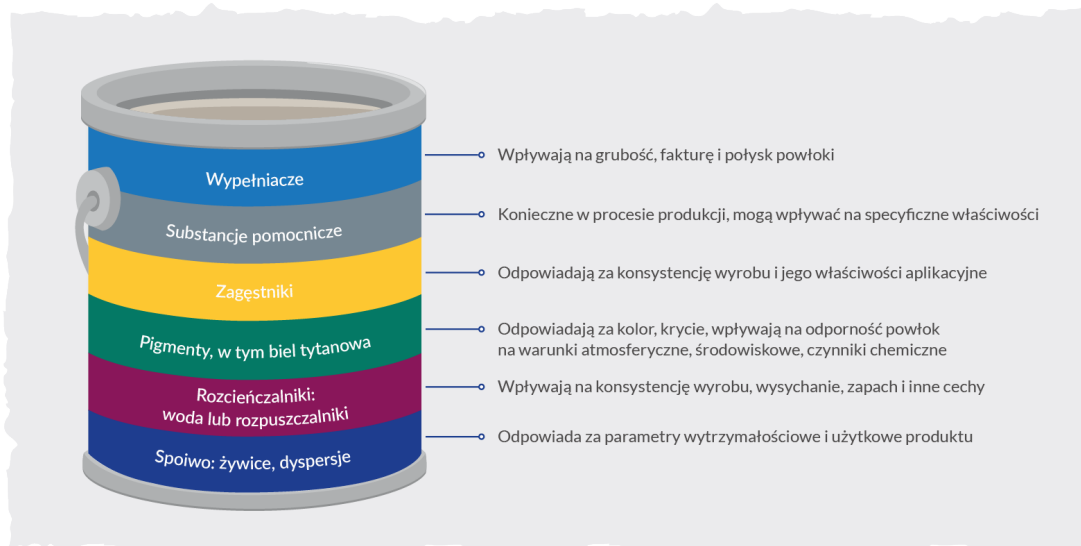 Wypełniacze
Wpływają na grubość, fakturę i połysk powłoki
Substancje pomocnicze
Konieczne w procesie produkcji, mogą wpływać na specyficzne właściwości
Zagęstniki
Odpowiadają za konsystencję wyrobu i jego właściwości aplikacyjne
Pigmenty, w tym biel tytanowa
Odpowiadają za kolor, krycie, wpływają na odporność powłok
na warunki atmosferyczne, środowiskowe, czynniki chemiczne
Rozcieńczalniki:
woda lub rozpuszczalniki
Wpływają na konsystencję wyrobu, wysychanie, zapach i inne cechy
Spoiwo: żywice, dyspersje
Odpowiada za parametry wytrzymałościowe i użytkowe produktu